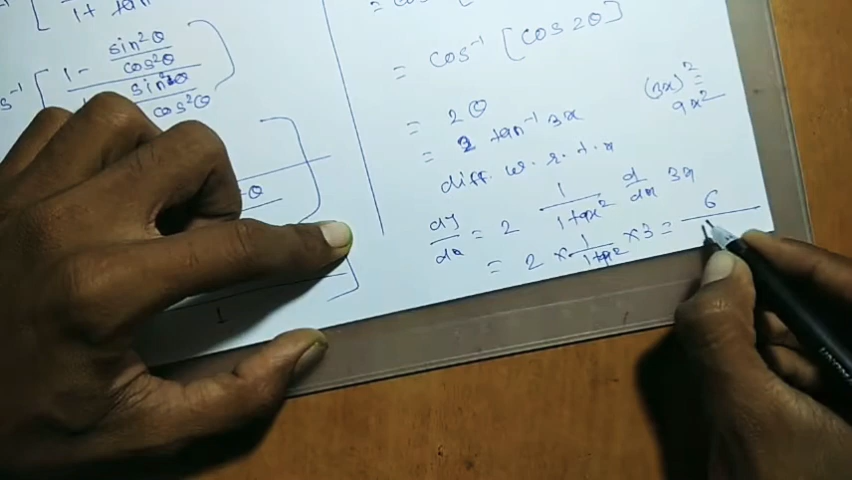 1 + tan
s⁻¹ [ 1 - sin²θ / cos²θ
sin²θ / cos²θ
θ
1
= cos⁻¹ [cos 2θ]
= 2θ
= 2 tan⁻¹ 3x
(3x)² =
9x²
diff. w.r.t.x
dy/dx = 2 1/1+9x² d/dx 3x
= 2 × 1/1+9x² × 3 = 6